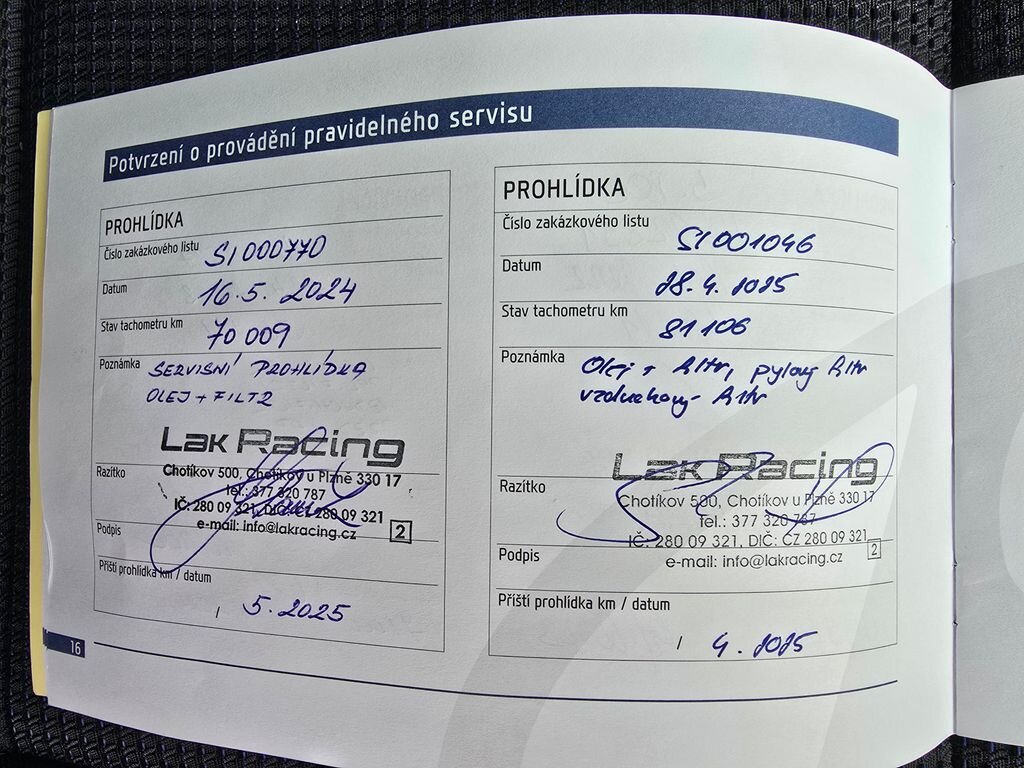 Potvrzení o provádění pravidelného servisu
PROHLÍDKA
Číslo zakázkového listu SI000770
Datum 16.5. 2024
Stav tachometru km 70 009
Poznámka SERVISNÍ PROHLÍDKA
OLEJ + FILTR
Lak Racing
Razítko Chotíkov 500, Chotíkov u Plzně 330 17
tel.: 377 320 787
IČ: 280 09 321, DIČ: CZ 280 09 321
Podpis e-mail: info@lakracing.cz 2
Příští prohlídka km / datum
/ 5. 2025
16
PROHLÍDKA
Číslo zakázkového listu SI001046
Datum 28.4. 2025
Stav tachometru km 81 106
Poznámka Olej + filtr, pylový filtr
vzduchový filtr
Lak Racing
Razítko Chotíkov 500, Chotíkov u Plzně 330 17
Tel.: 377 320 787
IČ: 280 09 321, DIČ: CZ 280 09 321
Podpis e-mail: info@lakracing.cz 2
Příští prohlídka km / datum
/ 4. 2025